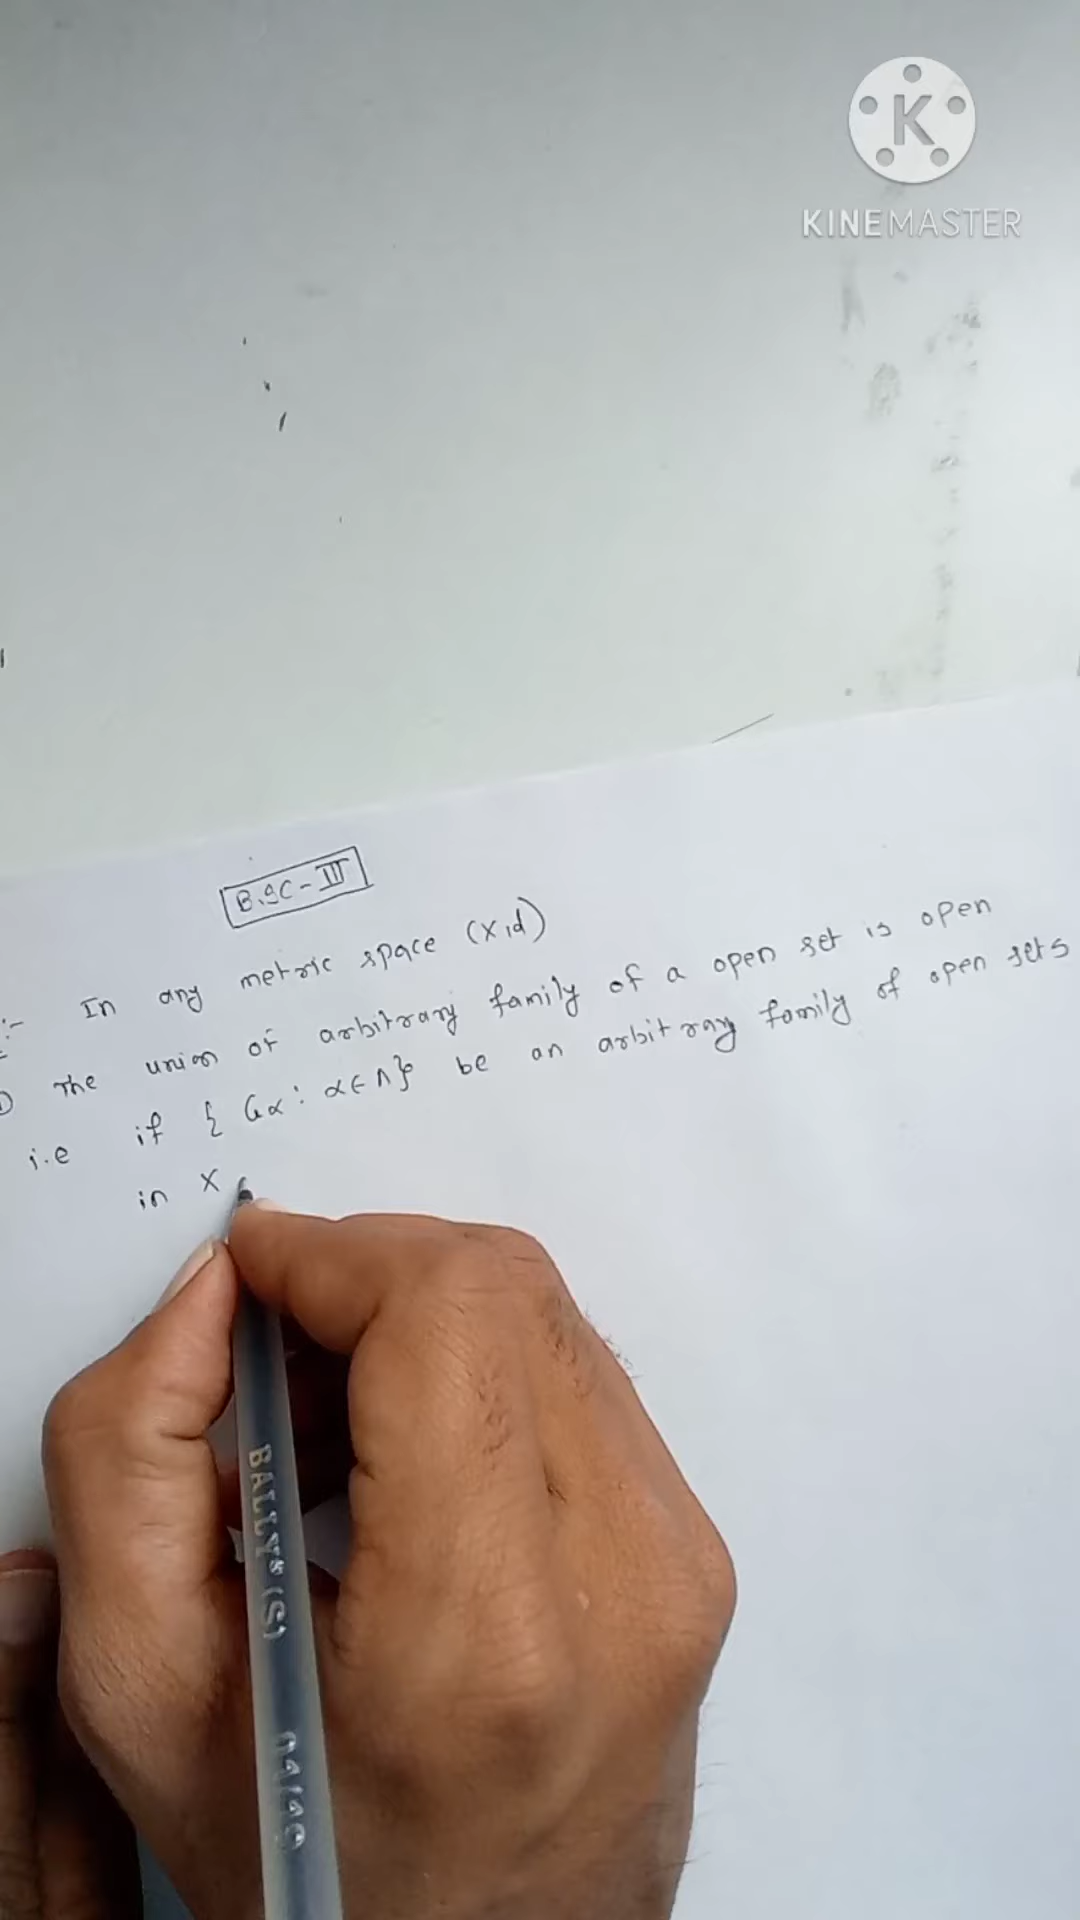 K
KINEMASTER
B.SC-III
:- In any metric space (X,d)
① The union of arbitrary family of a open set is open
i.e if { Gα : α∈Λ} be an arbitrary family of open sets
in X
BALLY*(S)